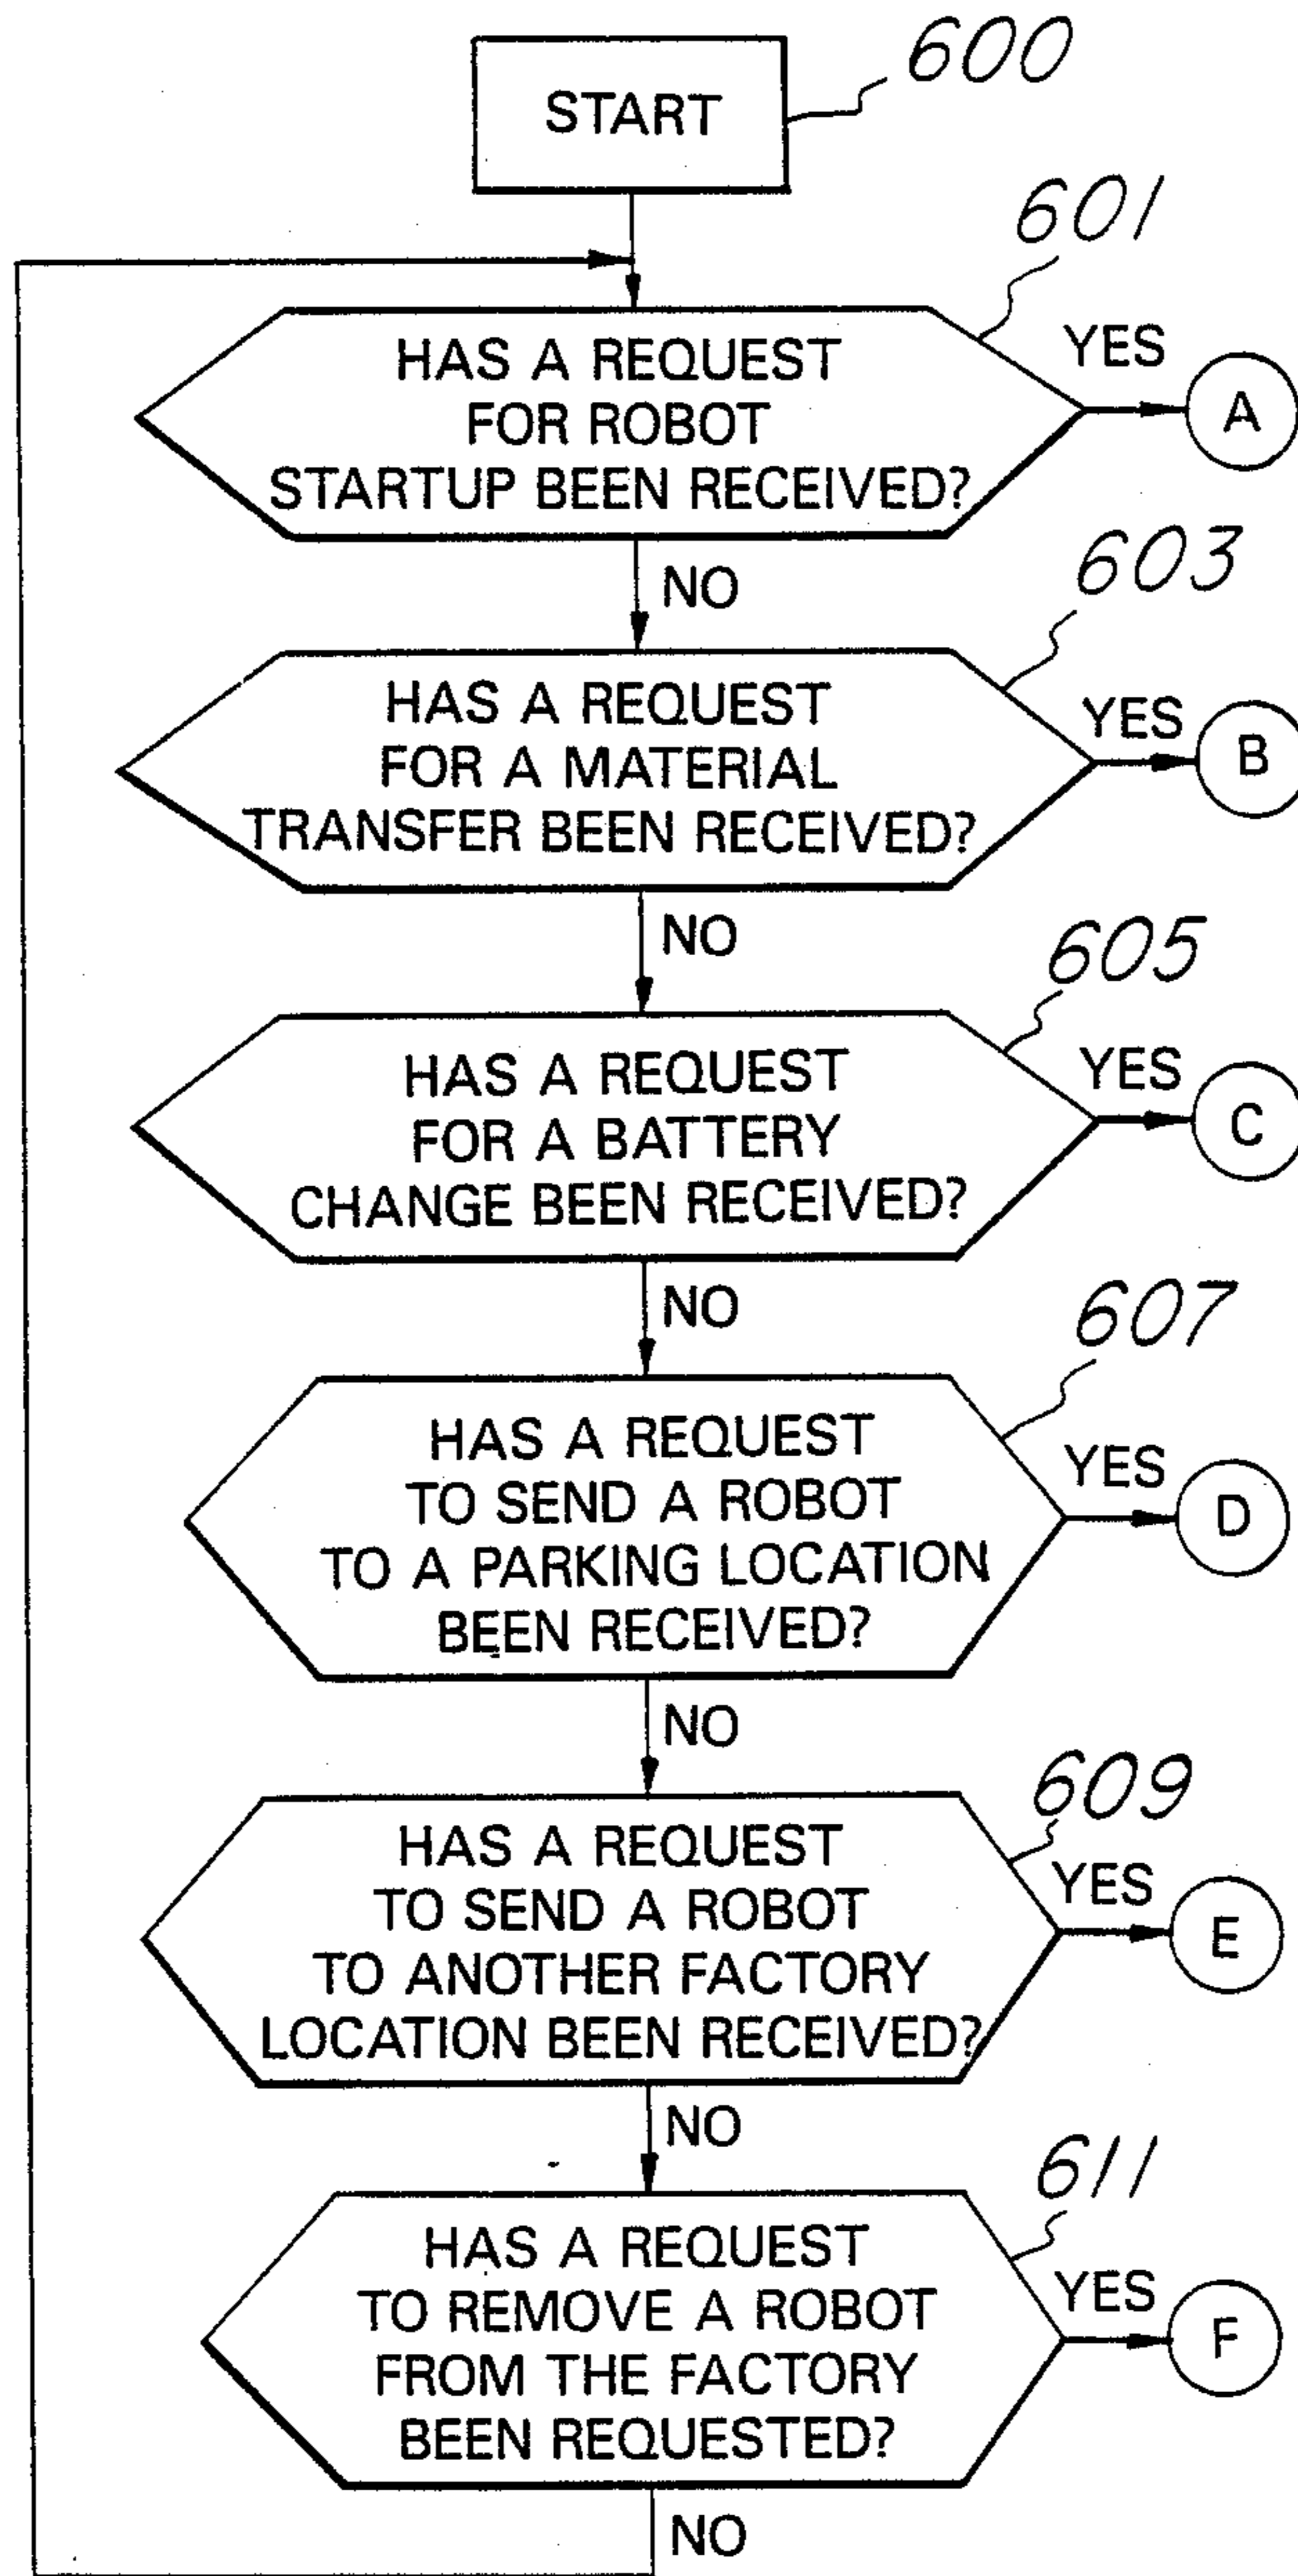 600
START
601
HAS A REQUEST
FOR ROBOT
STARTUP BEEN RECEIVED?
YES
A
NO
603
HAS A REQUEST
FOR A MATERIAL
TRANSFER BEEN RECEIVED?
YES
B
NO
605
HAS A REQUEST
FOR A BATTERY
CHANGE BEEN RECEIVED?
YES
C
NO
607
HAS A REQUEST
TO SEND A ROBOT
TO A PARKING LOCATION
BEEN RECEIVED?
YES
D
NO
609
HAS A REQUEST
TO SEND A ROBOT
TO ANOTHER FACTORY
LOCATION BEEN RECEIVED?
YES
E
NO
611
HAS A REQUEST
TO REMOVE A ROBOT
FROM THE FACTORY
BEEN REQUESTED?
YES
F
NO